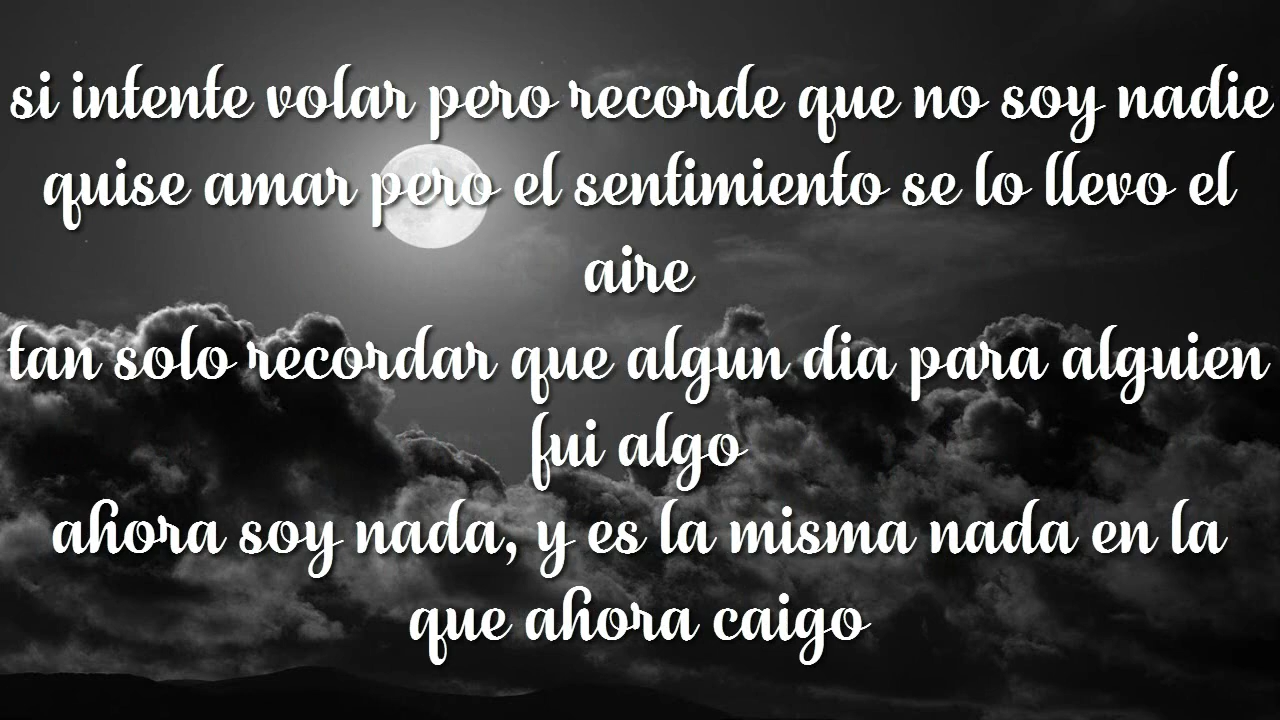 si intente volar pero recorde que no soy nadie
quise amar pero el sentimiento se lo llevo el
aire
tan solo recordar que algun dia para alguien
fui algo
ahora soy nada, y es la misma nada en la
que ahora caigo